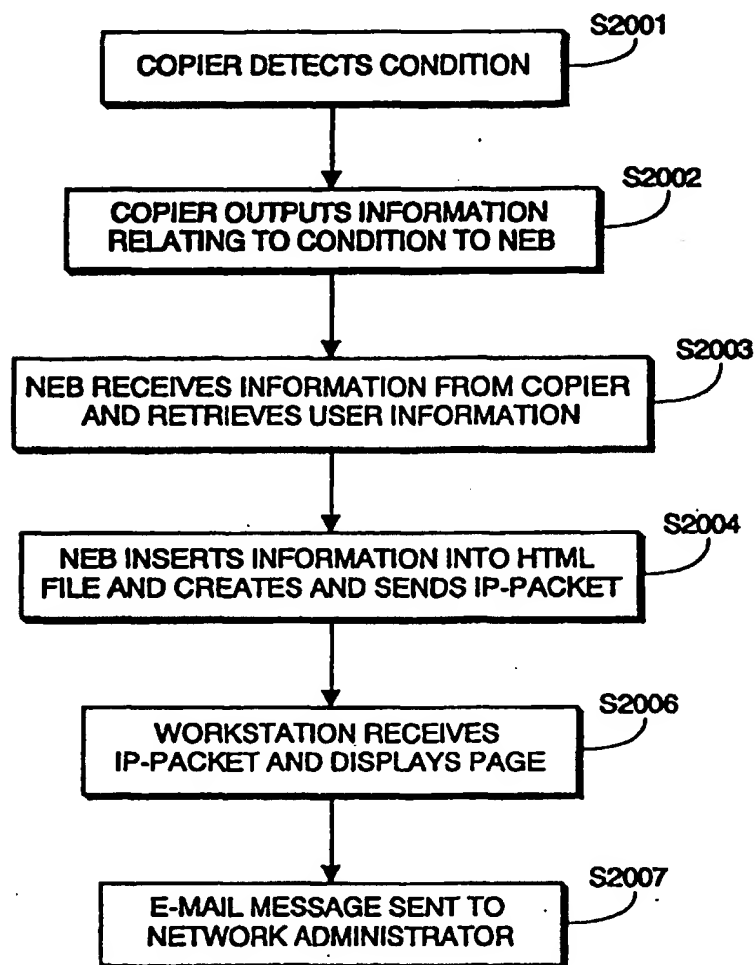 S2001
COPIER DETECTS CONDITION
S2002
COPIER OUTPUTS INFORMATION
RELATING TO CONDITION TO NEB
S2003
NEB RECEIVES INFORMATION FROM COPIER
AND RETRIEVES USER INFORMATION
S2004
NEB INSERTS INFORMATION INTO HTML
FILE AND CREATES AND SENDS IP-PACKET
S2006
WORKSTATION RECEIVES
IP-PACKET AND DISPLAYS PAGE
S2007
E-MAIL MESSAGE SENT TO
NETWORK ADMINISTRATOR